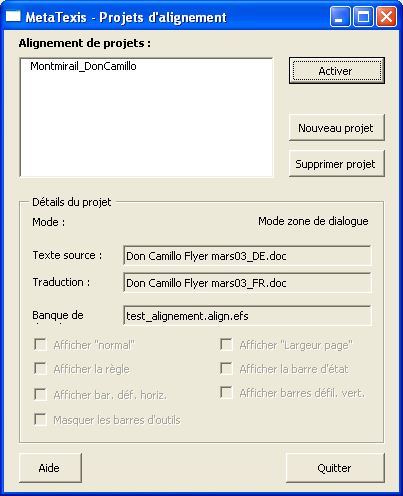 MetaTexis - Projets d'alignement
Alignement de projets :
Montmirail_DonCamillo
Activer
Nouveau projet
Supprimer projet
Détails du projet
Mode :
Mode zone de dialogue
Texte source :
Don Camillo Flyer mars03_DE.doc
Traduction :
Don Camillo Flyer mars03_FR.doc
Banque de
test_alignement.align.efs
Afficher "normal"
Afficher "Largeur page"
Afficher la règle
Afficher la barre d'état
Afficher bar. déf. horiz.
Afficher barres défil. vert.
Masquer les barres d'outils
Aide
Quitter